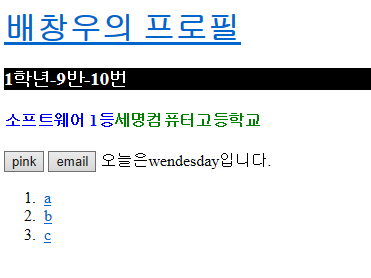 배창우의 프로필
1학년-9반-10번
소프트웨어 1등세명컴퓨터고등학교
pink email 오늘은wendesday입니다.
1. a
2. b
3. c